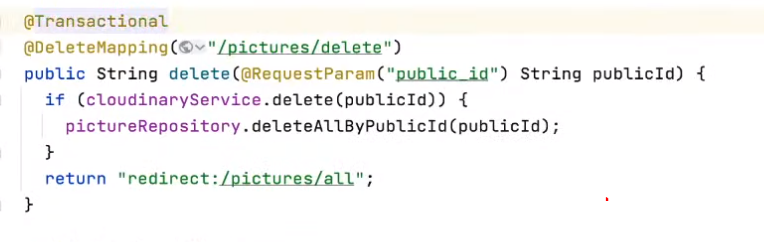 @Transactional
@DeleteMapping("/pictures/delete")
public String delete(@RequestParam("public_id") String publicId) {
  if (cloudinaryService.delete(publicId)) {
    pictureRepository.deleteAllByPublicId(publicId);
  }
  return "redirect:/pictures/all";
}